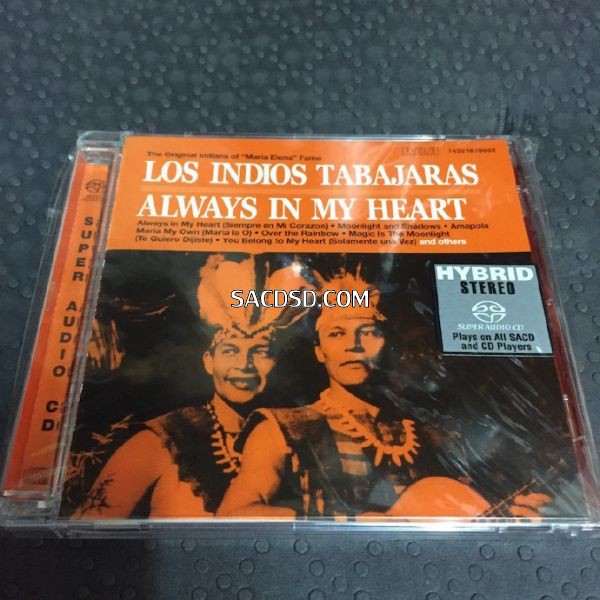 The Original Indians of "Maria Elena" Fame
LOS INDIOS TABAJARAS
ALWAYS IN MY HEART
Always in My Heart (Siempre en Mi Corazon) • Moonlight and Shadows • Amapola
Maria My Own (Maria la O) • Over the Rainbow • Magic Is The Moonlight
(Te Quiero Dijiste) • You Belong to My Heart (Solamente una Vez) and others
HYBRID
STEREO
SUPER AUDIO CD
Plays on All SACD
and CD Players
SACDSD.COM
SUPER AUDIO